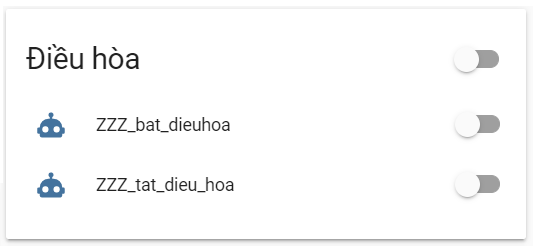 Điều hòa
ZZZ_bat_dieuhoa
ZZZ_tat_dieu_hoa